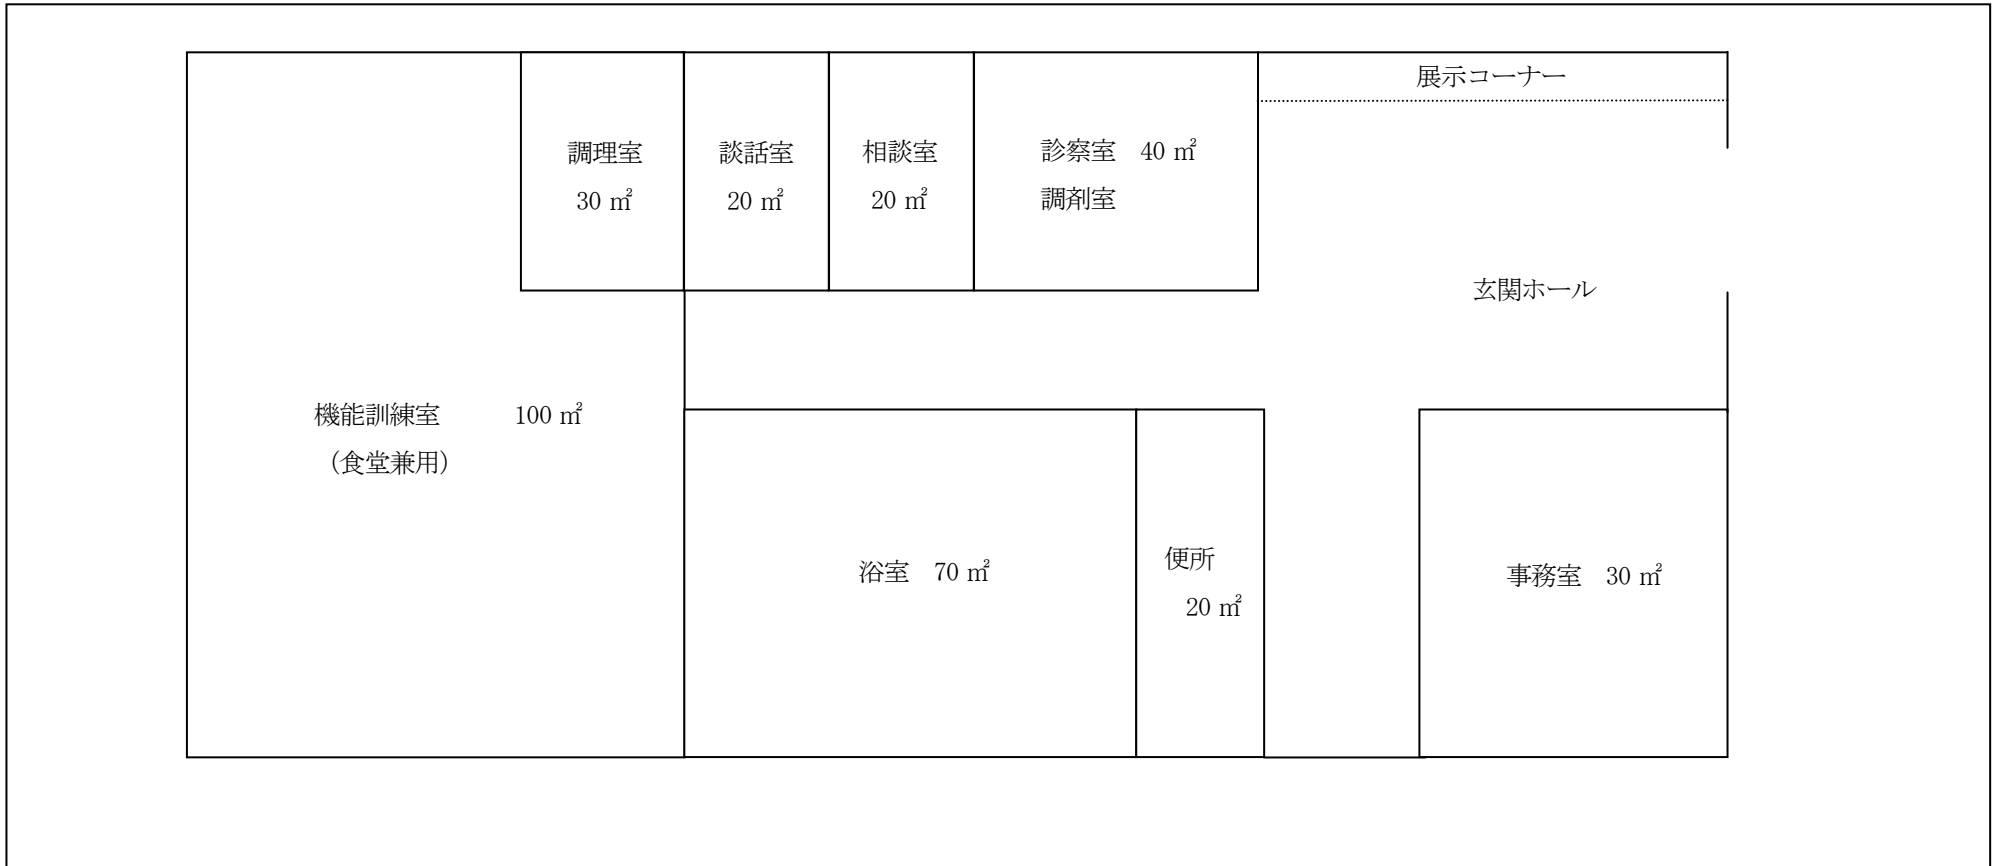 展示コーナー
調理室
30 ㎡
談話室
20 ㎡
相談室
20 ㎡
診察室　40 ㎡
調剤室
玄関ホール
機能訓練室　　　100 ㎡
（食堂兼用）
浴室　70 ㎡
便所
20 ㎡
事務室　30 ㎡